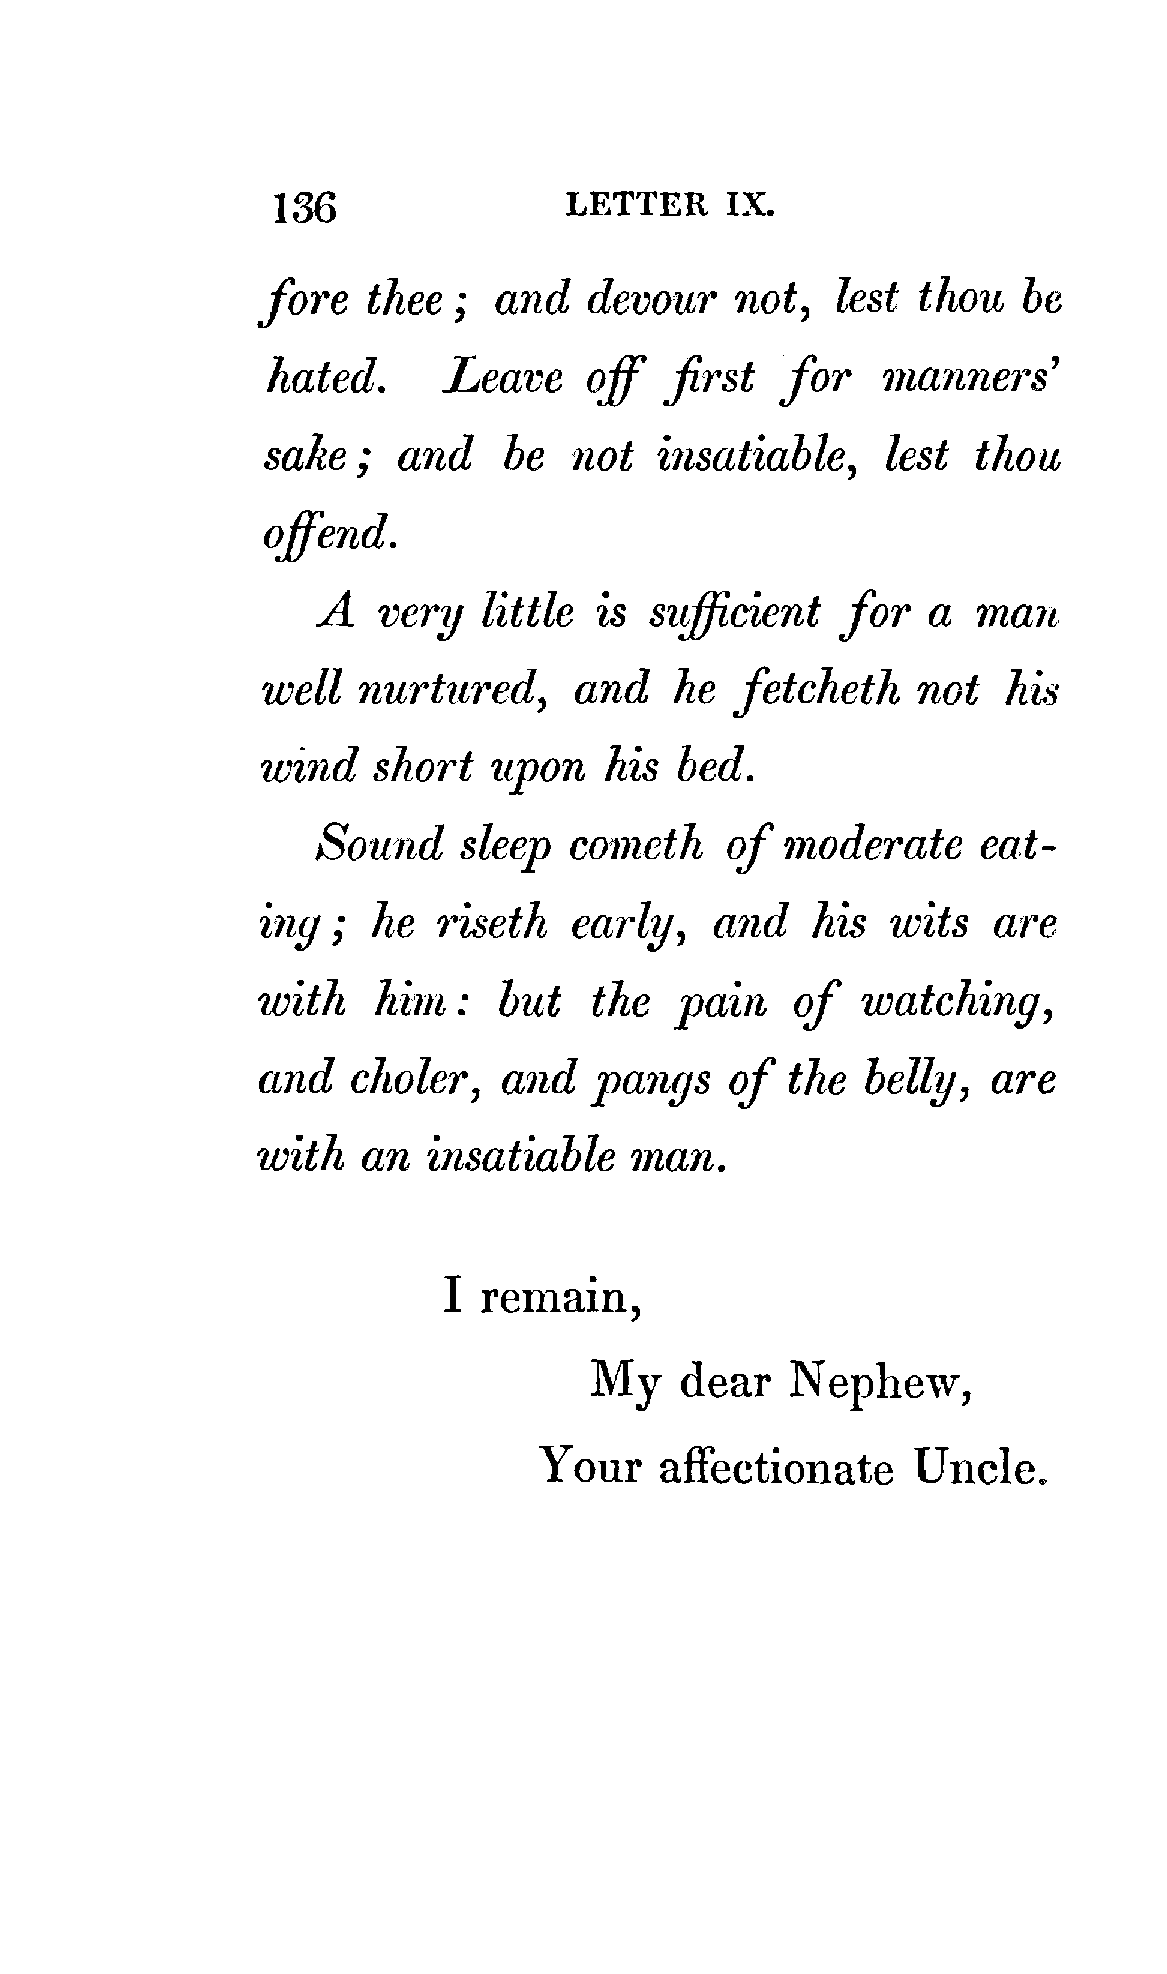 136 LETTER IX.
fore thee ; and devour not, lest thou be
hated. Leave off first for manners'
sake ; and be not insatiable, lest thou
offend.
A very little is sufficient for a man
well nurtured, and he fetcheth not his
wind short upon his bed.
Sound sleep cometh of moderate eat-
ing ; he riseth early, and his wits are
with him : but the pain of watching,
and choler, and pangs of the belly, are
with an insatiable man.
I remain,
My dear Nephew,
Your affectionate Uncle.